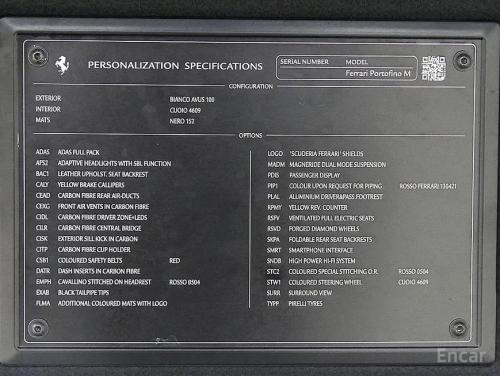 PERSONALIZATION SPECIFICATIONS
SERIAL NUMBER MODEL
Ferrari Portofino M
CONFIGURATION
EXTERIOR BIANCO AVUS 100
INTERIOR CUOIO 4609
MATS NERO 152
OPTIONS
ADAS ADAS FULL PACK
AFS2 ADAPTIVE HEADLIGHTS WITH SBL FUNCTION
BAC1 LEATHER UPHOLST. SEAT BACKREST
CALY YELLOW BRAKE CALLIPERS
CEAD CARBON FIBRE REAR AIR-DUCTS
CEXG FRONT AIR VENTS IN CARBON FIBRE
CIDL CARBON FIBRE DRIVER ZONE+LEDS
CILR CARBON FIBRE CENTRAL BRIDGE
CISK EXTERIOR SILL KICK IN CARBON
CITP CARBON FIBRE CUP HOLDER
CSB1 COLOURED SAFETY BELTS RED
DATR DASH INSERTS IN CARBON FIBRE
EMPH CAVALLINO STITCHED ON HEADREST ROSSO 0504
EXAB BLACK TAILPIPE TIPS
FLMA ADDITIONAL COLOURED MATS WITH LOGO
LOGO 'SCUDERIA FERRARI' SHIELDS
MADM MAGNERIDE DUAL MODE SUSPENSION
PDIS PASSENGER DISPLAY
PIP1 COLOUR UPON REQUEST FOR PIPING ROSSO FERRARI 130421
PLAL ALUMINIUM DRIVER&PASS FOOTREST
RPMY YELLOW REV. COUNTER
RSFV VENTILATED FULL ELECTRIC SEATS
RSVD FORGED DIAMOND WHEELS
SKPA FOLDABLE REAR SEAT BACKRESTS
SMRT SMARTPHONE INTERFACE
SNDB HIGH POWER HI-FI SYSTEM
STC2 COLOURED SPECIAL STITCHING O.R. ROSSO 0504
STW1 COLOURED STEERING WHEEL CUOIO 4609
SURR SURROUND VIEW
TYPP PIRELLI TYRES
Encar